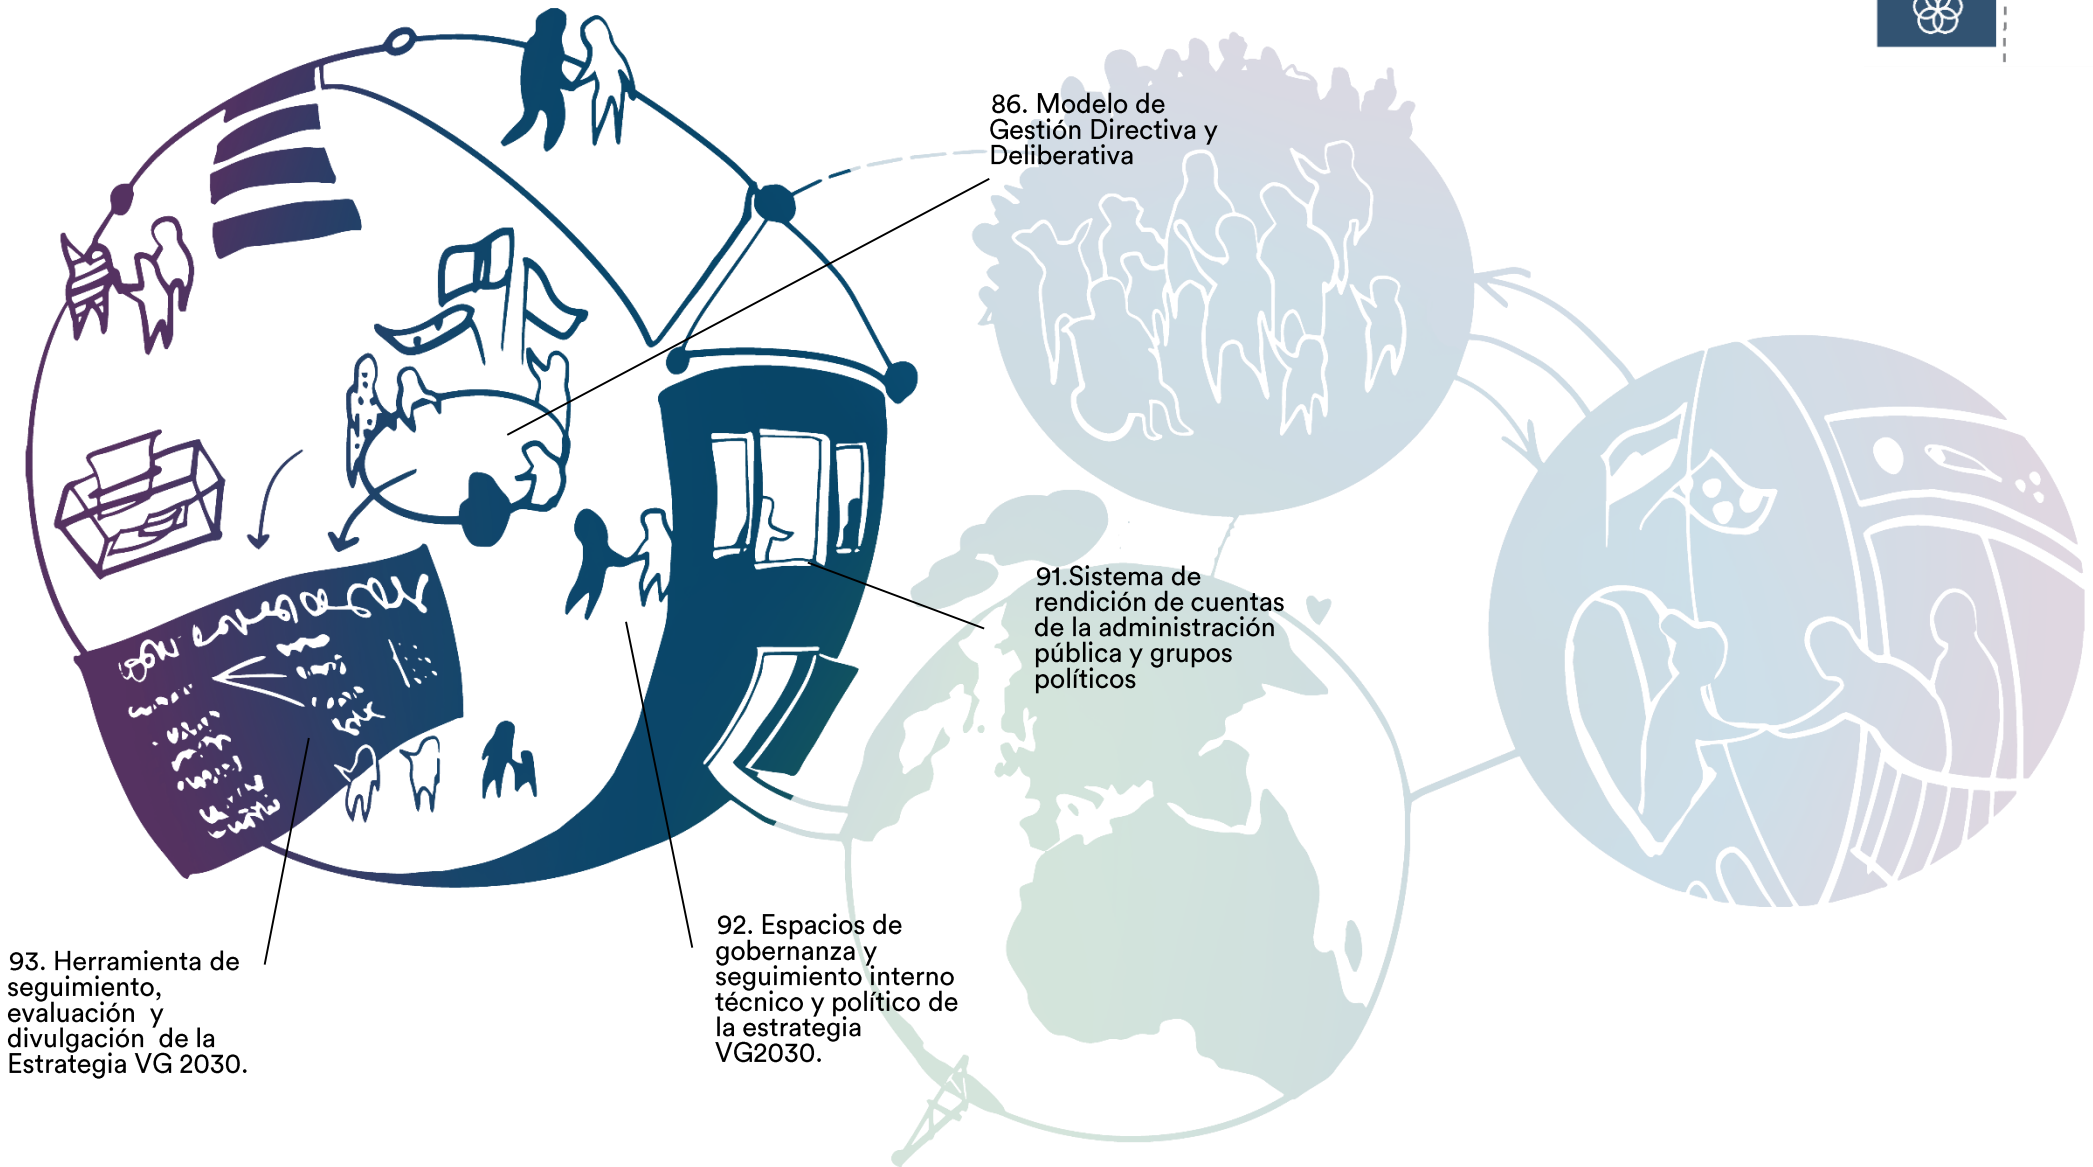 86. Modelo de
Gestión Directiva y
Deliberativa
91.Sistema de
rendición de cuentas
de la administración
pública y grupos
políticos
92. Espacios de
gobernanza y
seguimiento interno
técnico y político de
la estrategia
VG2030.
93. Herramienta de
seguimiento,
evaluación y
divulgación de la
Estrategia VG 2030.